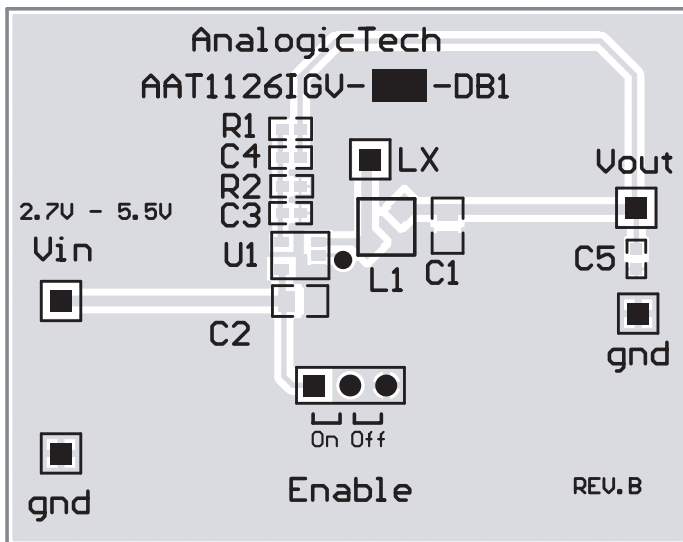 AnalogicTech
AAT1126IGV- -DB1
R1
C4
LX
R2
Vout
C3
2.7V - 5.5V
Vin
U1
L1
C1
C5
C2
gnd
On Off
Enable
REV.B
gnd